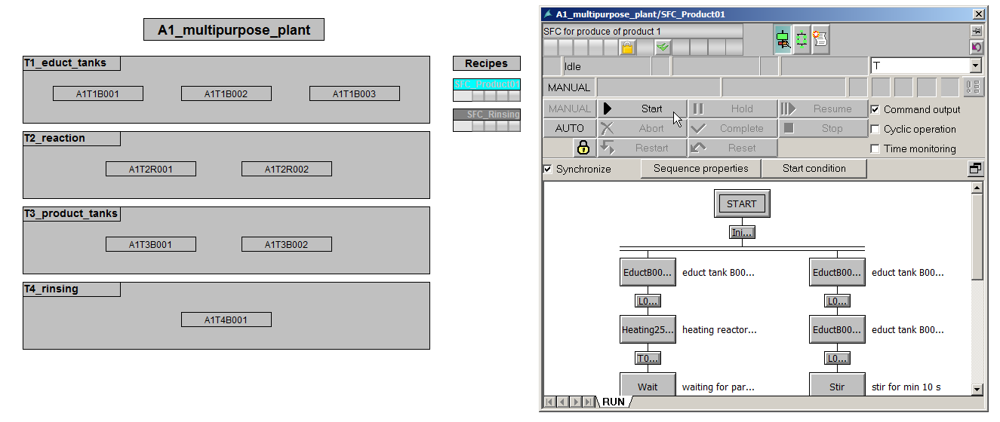 A1_multipurpose_plant
T1_educt_tanks
A1T1B001
A1T1B002
A1T1B003
T2_reaction
A1T2R001
A1T2R002
T3_product_tanks
A1T3B001
A1T3B002
T4_rinsing
A1T4B001
Recipes
SFC_Product01
SFC_Rinsing
A1_multipurpose_plant/SFC_Product01
SFC for produce of product 1
Idle
T
MANUAL
MANUAL
Start
Hold
Resume
Command output
AUTO
Abort
Complete
Stop
Cyclic operation
Restart
Reset
Time monitoring
Synchronize
Sequence properties
Start condition
START
Ini...
EductB00...
educt tank B00...
EductB00...
educt tank B00...
L0...
L0...
Heating25...
heating reactor...
EductB00...
educt tank B00...
T0...
L0...
Wait
waiting for par...
Stir
stir for min 10 s
RUN